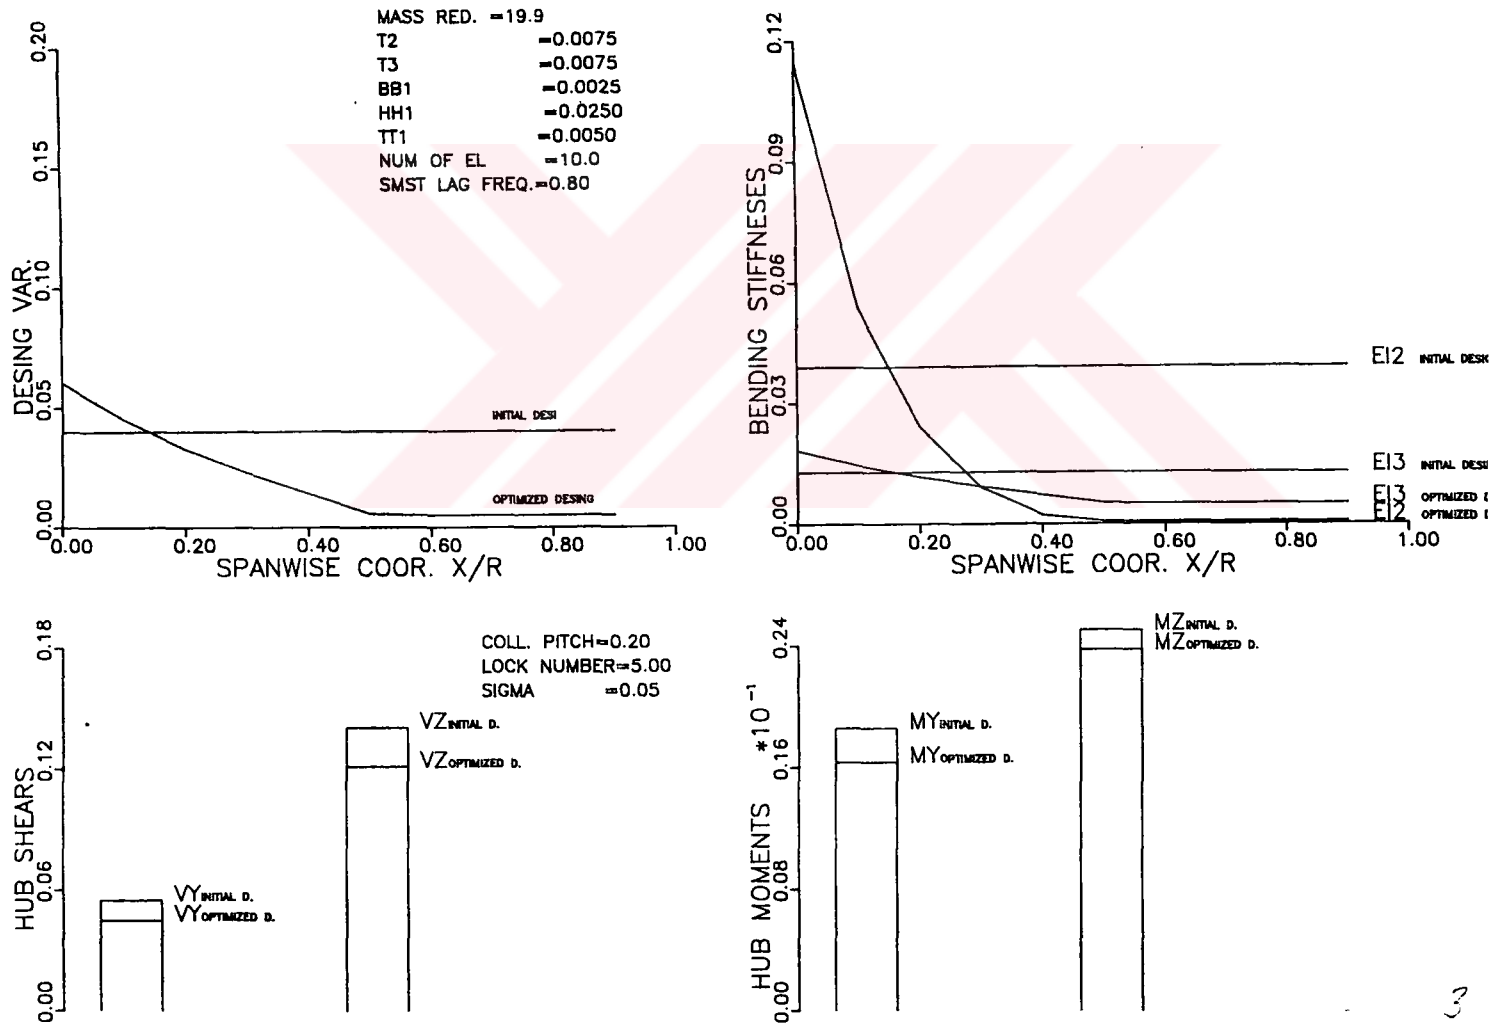 MASS RED. =19.9
T2 =0.0075
T3 =0.0075
BB1 =0.0025
HH1 =0.0250
TT1 =0.0050
NUM OF EL =10.0
SMST LAG FREQ.=0.80
DESING VAR.
0.00 0.05 0.10 0.15 0.20
INITIAL DESI
OPTIMIZED DESING
0.00 0.20 0.40 0.60 0.80 1.00
SPANWISE COOR. X/R
BENDING STIFFNESES
0.00 0.03 0.06 0.09 0.12
EI2 INITIAL DESI
EI3 INITIAL DESI
EI3 OPTIMIZED D
EI2 OPTIMIZED D
0.00 0.20 0.40 0.60 0.80 1.00
SPANWISE COOR. X/R
COLL. PITCH=0.20
LOCK NUMBER=5.00
SIGMA =0.05
HUB SHEARS
0.00 0.06 0.12 0.18
VZ INITIAL D.
VZ OPTIMIZED D.
VY INITIAL D.
VY OPTIMIZED D.
HUB MOMENTS *10⁻¹
0.00 0.08 0.16 0.24
MZ INITIAL D.
MZ OPTIMIZED D.
MY INITIAL D.
MY OPTIMIZED D.
3